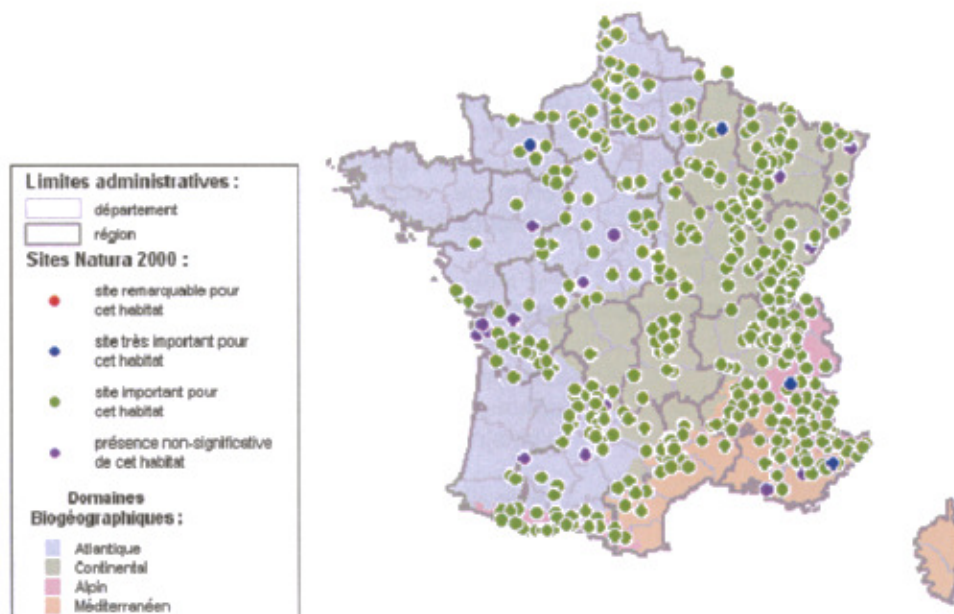 Limites administratives :
département
région
Sites Natura 2000 :
site remarquable pour
cet habitat
site très important pour
cet habitat
site important pour
cet habitat
présence non-significative
de cet habitat
Domaines
Biogéographiques :
Atlantique
Continental
Alpin
Méditerranéen